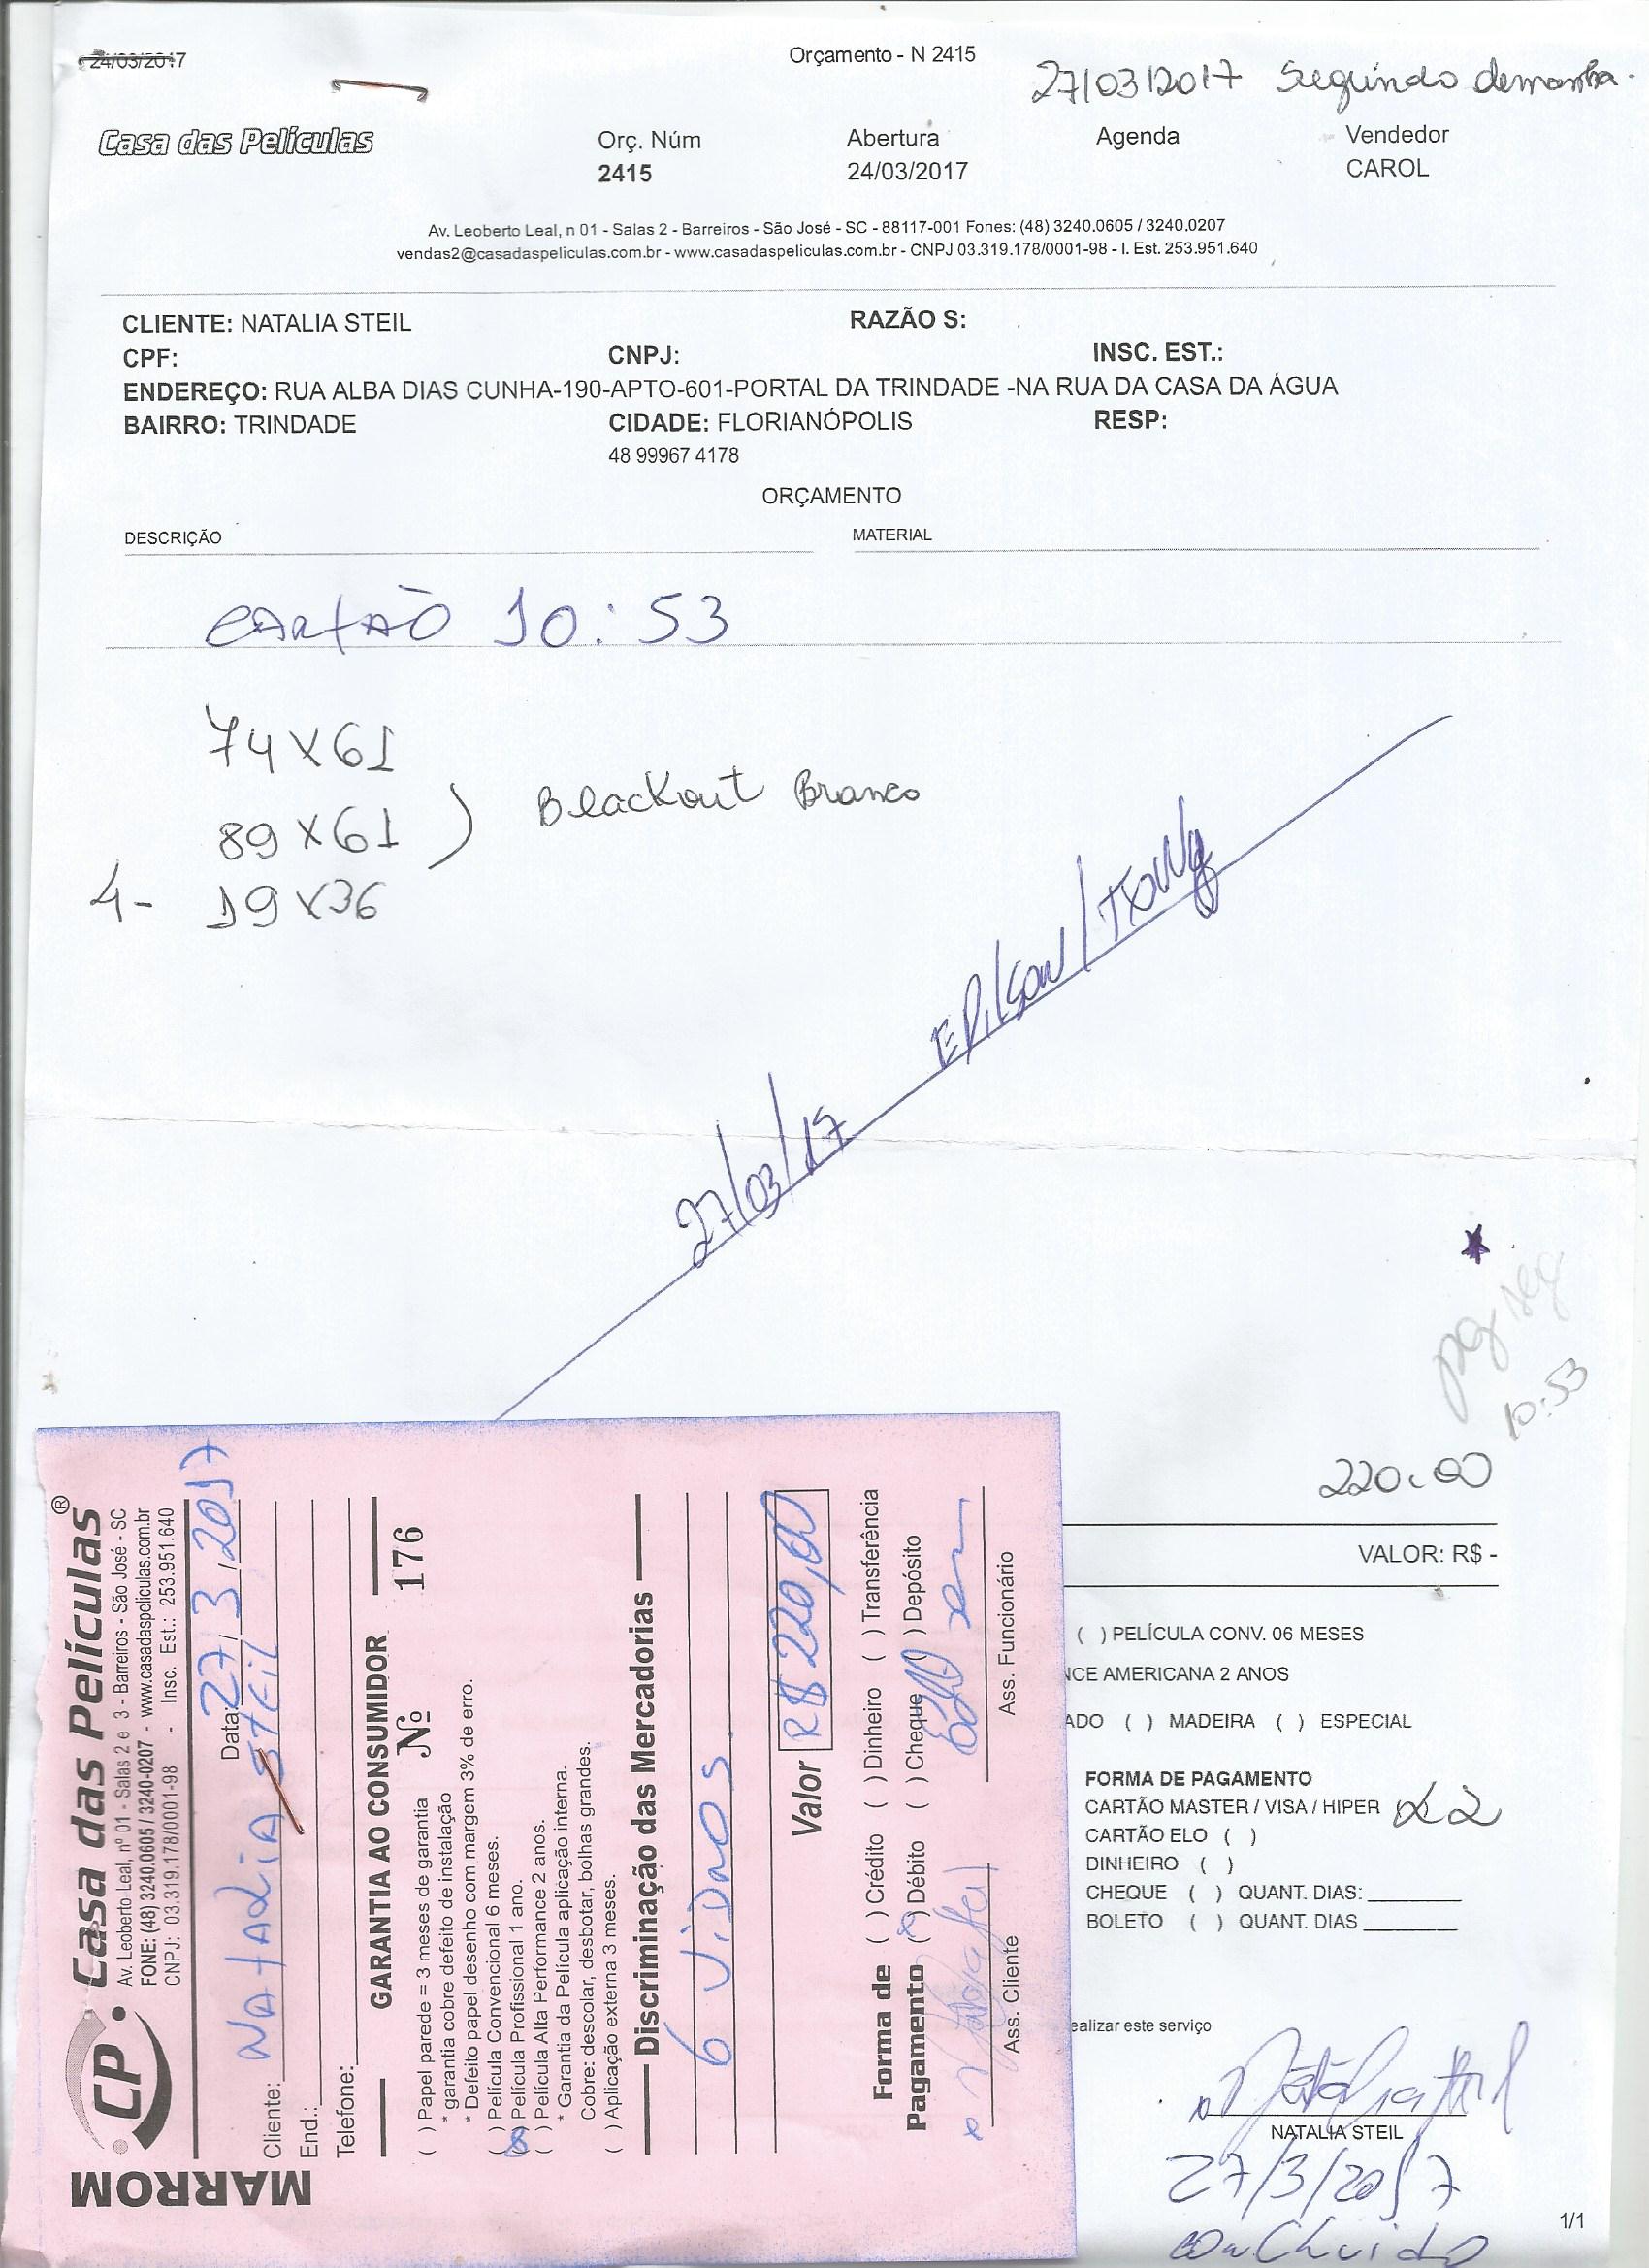 24/03/2017
Orçamento - N 2415
27/03/2017 Segundo demanha.
Casa das Películas
Orç. Núm
2415
Abertura
24/03/2017
Agenda
Vendedor
CAROL
Av. Leoberto Leal, n 01 - Salas 2 - Barreiros - São José - SC - 88117-001 Fones: (48) 3240.0605 / 3240.0207
vendas2@casadaspeliculas.com.br - www.casadaspeliculas.com.br - CNPJ 03.319.178/0001-98 - I. Est. 253.951.640
CLIENTE: NATALIA STEIL
RAZÃO S:
CPF:
CNPJ:
INSC. EST.:
ENDEREÇO: RUA ALBA DIAS CUNHA-190-APTO-601-PORTAL DA TRINDADE -NA RUA DA CASA DA ÁGUA
BAIRRO: TRINDADE
CIDADE: FLORIANÓPOLIS
RESP:
48 99967 4178
ORÇAMENTO
DESCRIÇÃO
MATERIAL
CARTÃO 10:53
74 X 61
89 X 61 ) Blackout Branco
4- 19 X 36
27/03/17
pag seg
10:53
220.00
VALOR: R$ -
( ) PELÍCULA CONV. 06 MESES
NCE AMERICANA 2 ANOS
ADO ( ) MADEIRA ( ) ESPECIAL
FORMA DE PAGAMENTO
CARTÃO MASTER / VISA / HIPER x2
CARTÃO ELO ( )
DINHEIRO ( )
CHEQUE ( ) QUANT. DIAS:
BOLETO ( ) QUANT. DIAS
ealizar este serviço
NATALIA STEIL
27/3/2017
concluido
1/1
CP. Casa das Películas®
Av. Leoberto Leal, nº 01 - Salas 2 e 3 - Barreiros - São José - SC
FONE: (48) 3240.0605 / 3240-0207 - www.casadaspeliculas.com.br
CNPJ: 03.319.178/0001-98 - Insc. Est.: 253.951.640
MARROM
Data: 27, 3, 2017
Cliente: NATALIA STEIL
End.:
Telefone:
GARANTIA AO CONSUMIDOR
Nº 176
( ) Papel parede = 3 meses de garantia
* garantia cobre defeito de instalação
* Defeito papel desenho com margem 3% de erro.
( ) Película Convencional 6 meses.
(x) Película Profissional 1 ano.
( ) Película Alta Performance 2 anos.
* Garantia da Película aplicação interna.
Cobre: descolar, desbotar, bolhas grandes.
( ) Aplicação externa 3 meses.
Discriminação das Mercadorias
6 VIDROS
Valor R$ 220,00
Forma de Pagamento
( ) Crédito ( ) Dinheiro ( ) Transferência
(x) Débito ( ) Cheque ( ) Depósito
Ass. Cliente
Ass. Funcionário